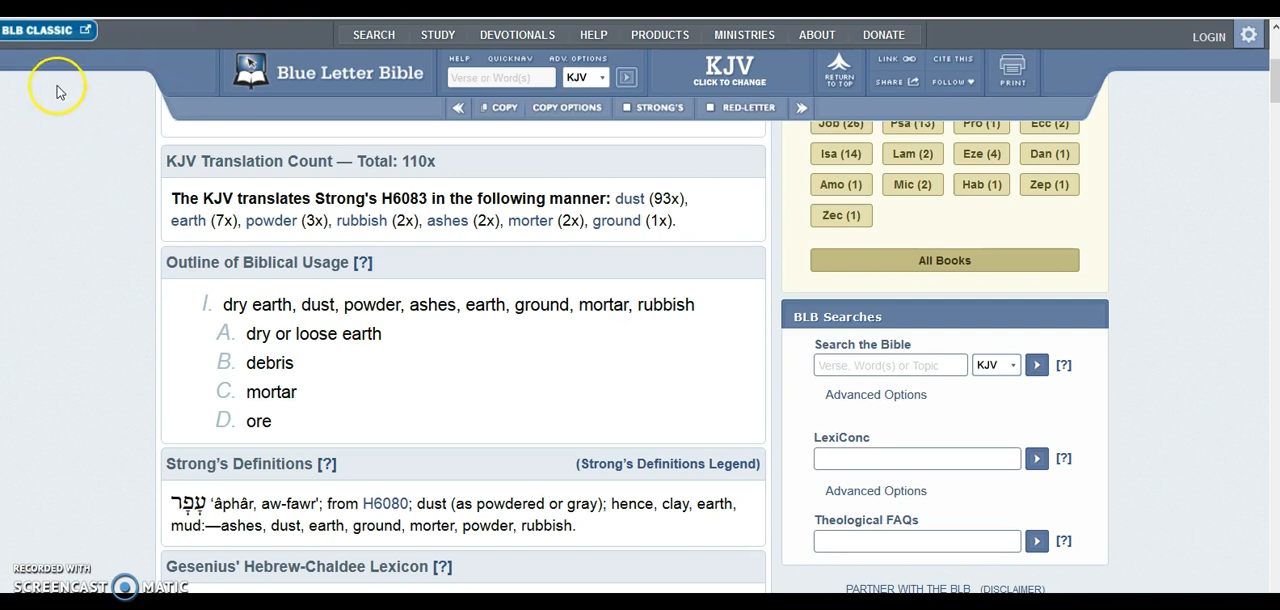 BLB CLASSIC
SEARCH STUDY DEVOTIONALS HELP PRODUCTS MINISTRIES ABOUT DONATE
LOGIN
Blue Letter Bible
HELP QUICKNAV ADV. OPTIONS
Verse or Word(s) KJV
KJV
CLICK TO CHANGE
RETURN
TO TOP
LINK CITE THIS
SHARE FOLLOW
PRINT
COPY COPY OPTIONS STRONG'S RED-LETTER
KJV Translation Count — Total: 110x
The KJV translates Strong's H6083 in the following manner: dust (93x),
earth (7x), powder (3x), rubbish (2x), ashes (2x), morter (2x), ground (1x).
Outline of Biblical Usage [?]
I. dry earth, dust, powder, ashes, earth, ground, mortar, rubbish
A. dry or loose earth
B. debris
C. mortar
D. ore
Strong’s Definitions [?] (Strong’s Definitions Legend)
עָפָר ʻâphâr, aw-fawr'; from H6080; dust (as powdered or gray); hence, clay, earth,
mud:—ashes, dust, earth, ground, morter, powder, rubbish.
Gesenius' Hebrew-Chaldee Lexicon [?]
Job (26) Psa (13) Pro (1) Ecc (2)
Isa (14) Lam (2) Eze (4) Dan (1)
Amo (1) Mic (2) Hab (1) Zep (1)
Zec (1)
All Books
BLB Searches
Search the Bible
Verse, Word(s) or Topic KJV [?]
Advanced Options
LexiConc
[?]
Advanced Options
Theological FAQs
[?]
PARTNER WITH THE BLB (DISCLAIMER)
RECORDED WITH
SCREENCAST MATIC